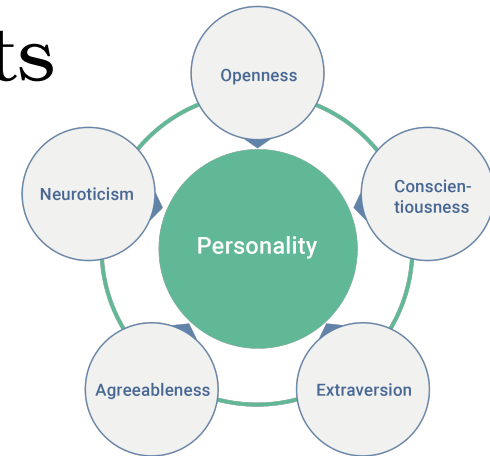 ts
Openness
Neuroticism
Conscien-
tiousness
Personality
Agreeableness
Extraversion